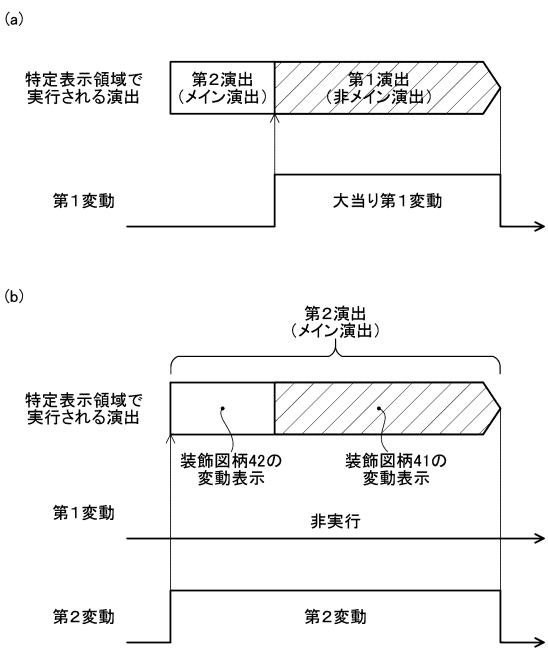 (a)
特定表示領域で
実行される演出
第2演出
(メイン演出)
第1演出
(非メイン演出)
第1変動
大当り第1変動
(b)
第2演出
(メイン演出)
特定表示領域で
実行される演出
装飾図柄42の
変動表示
装飾図柄41の
変動表示
第1変動
非実行
第2変動
第2変動